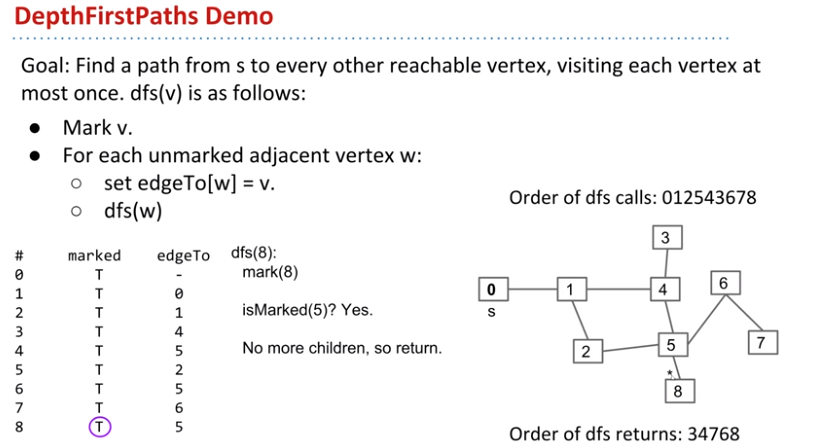 DepthFirstPaths Demo
Goal: Find a path from s to every other reachable vertex, visiting each vertex at
most once. dfs(v) is as follows:
● Mark v.
● For each unmarked adjacent vertex w:
○ set edgeTo[w] = v.
○ dfs(w)
# marked edgeTo
0 T -
1 T 0
2 T 1
3 T 4
4 T 5
5 T 2
6 T 5
7 T 6
8 T 5
dfs(8):
mark(8)
isMarked(5)? Yes.
No more children, so return.
Order of dfs calls: 012543678
3
0 1 4 6
s
2 5 7
*
8
Order of dfs returns: 34768